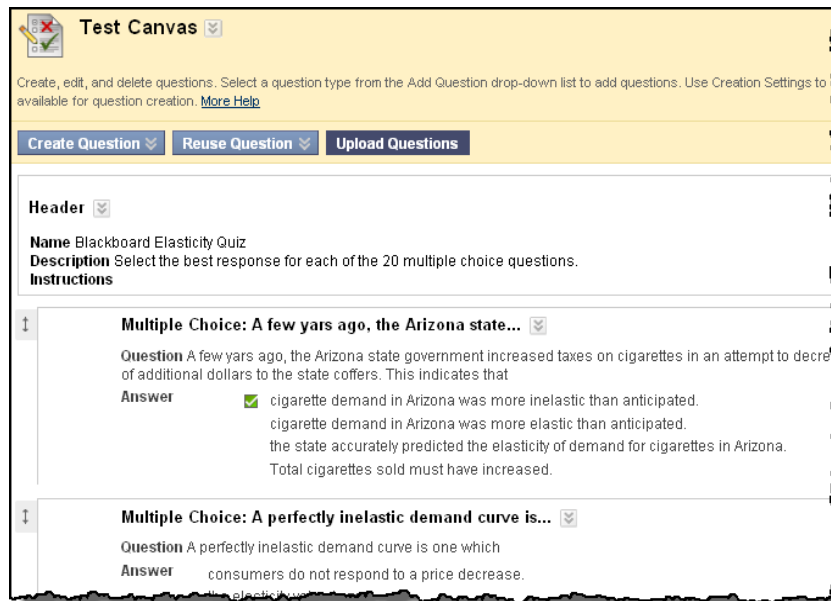 Test Canvas
Create, edit, and delete questions. Select a question type from the Add Question drop-down list to add questions. Use Creation Settings to
available for question creation. More Help
Create Question
Reuse Question
Upload Questions
Header
Name Blackboard Elasticity Quiz
Description Select the best response for each of the 20 multiple choice questions.
Instructions
Multiple Choice: A few yars ago, the Arizona state...
Question A few yars ago, the Arizona state government increased taxes on cigarettes in an attempt to decre
of additional dollars to the state coffers. This indicates that
Answer
cigarette demand in Arizona was more inelastic than anticipated.
cigarette demand in Arizona was more elastic than anticipated.
the state accurately predicted the elasticity of demand for cigarettes in Arizona.
Total cigarettes sold must have increased.
Multiple Choice: A perfectly inelastic demand curve is...
Question A perfectly inelastic demand curve is one which
Answer
consumers do not respond to a price decrease.